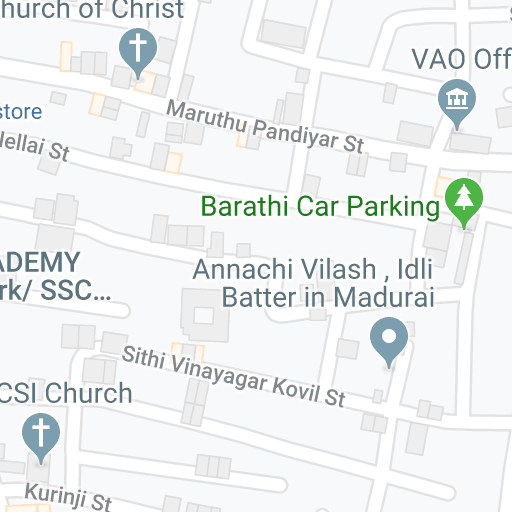 Church of Christ
VAO Off
store
Maruthu Pandiyar St
Nellai St
Barathi Car Parking
ADEMY
rk/ SSC...
Annachi Vilash , Idli
Batter in Madurai
Sithi Vinayagar Kovil St
CSI Church
Kurinji St